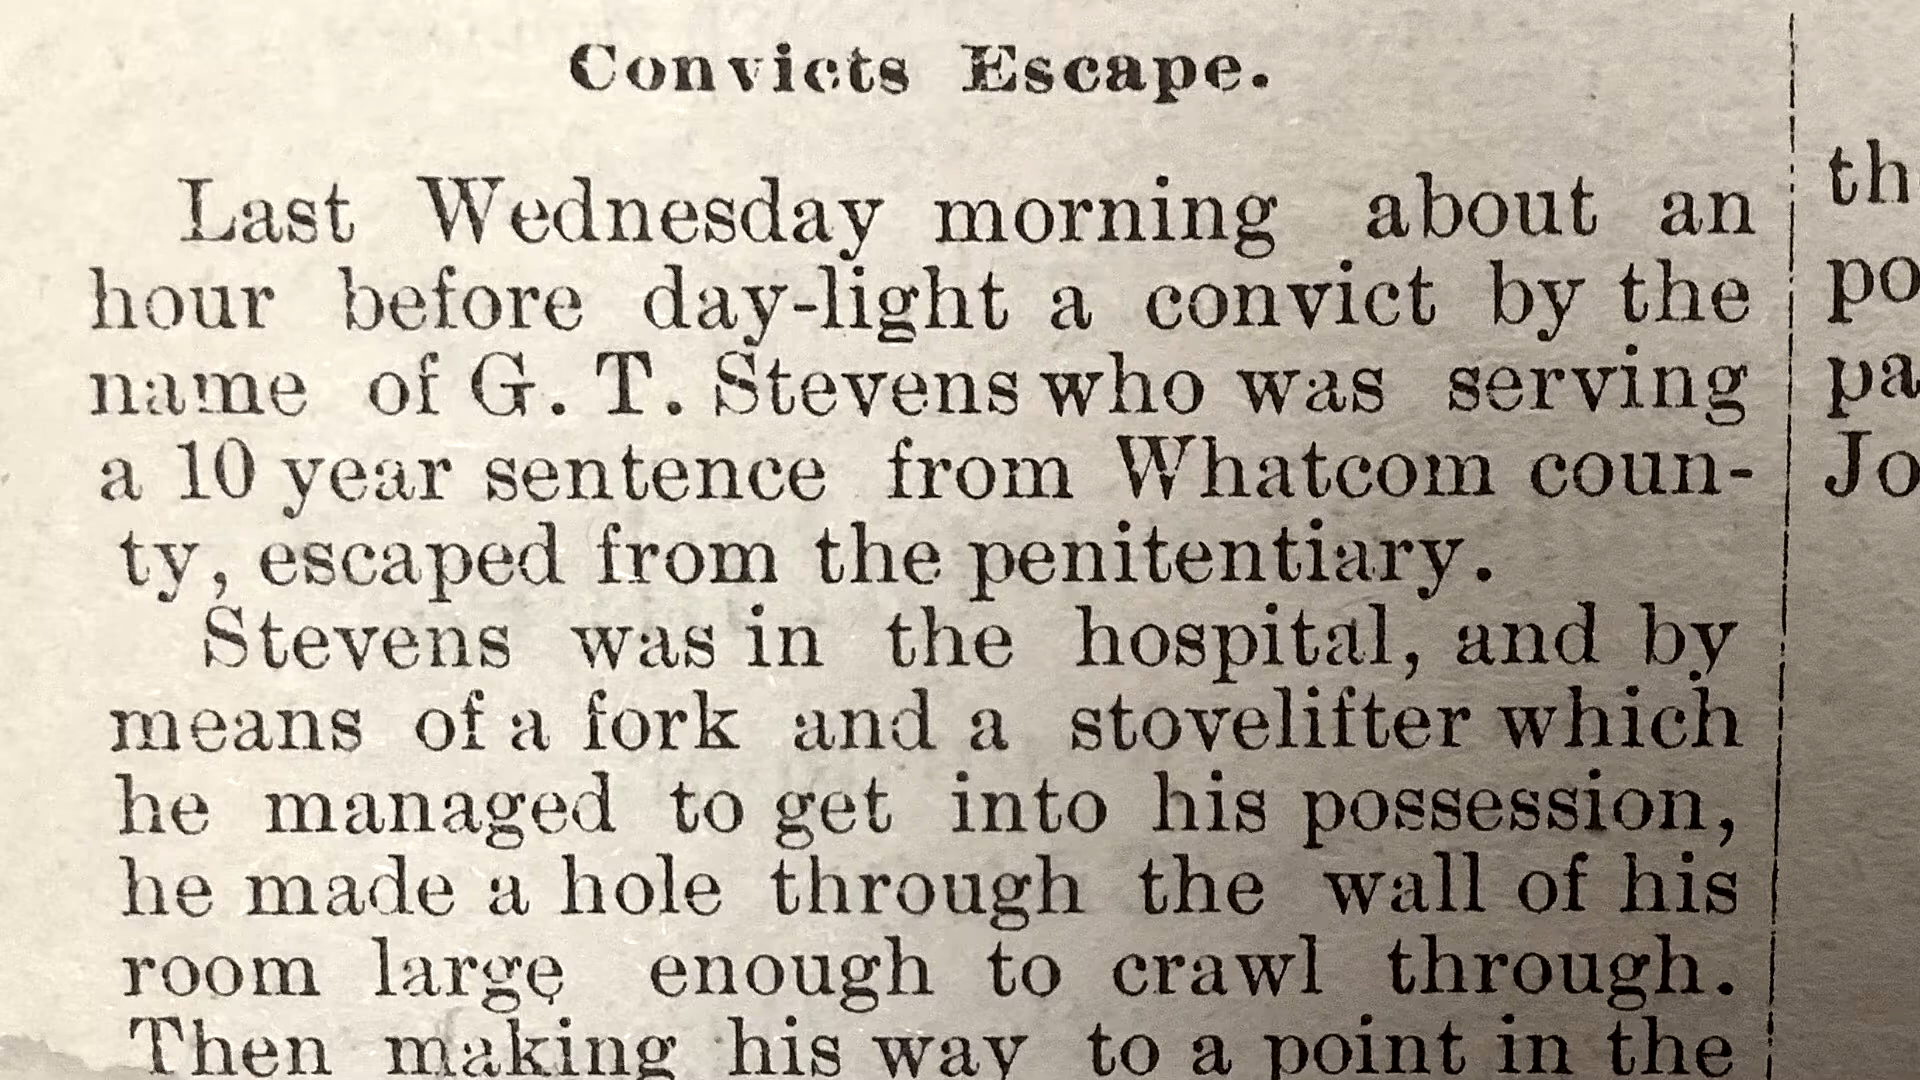 Convicts Escape.
Last Wednesday morning about an
hour before day-light a convict by the
name of G. T. Stevens who was serving
a 10 year sentence from Whatcom coun-
ty, escaped from the penitentiary.
Stevens was in the hospital, and by
means of a fork and a stovelifter which
he managed to get into his possession,
he made a hole through the wall of his
room large enough to crawl through.
Then making his way to a point in the
th
po
pa
Jo